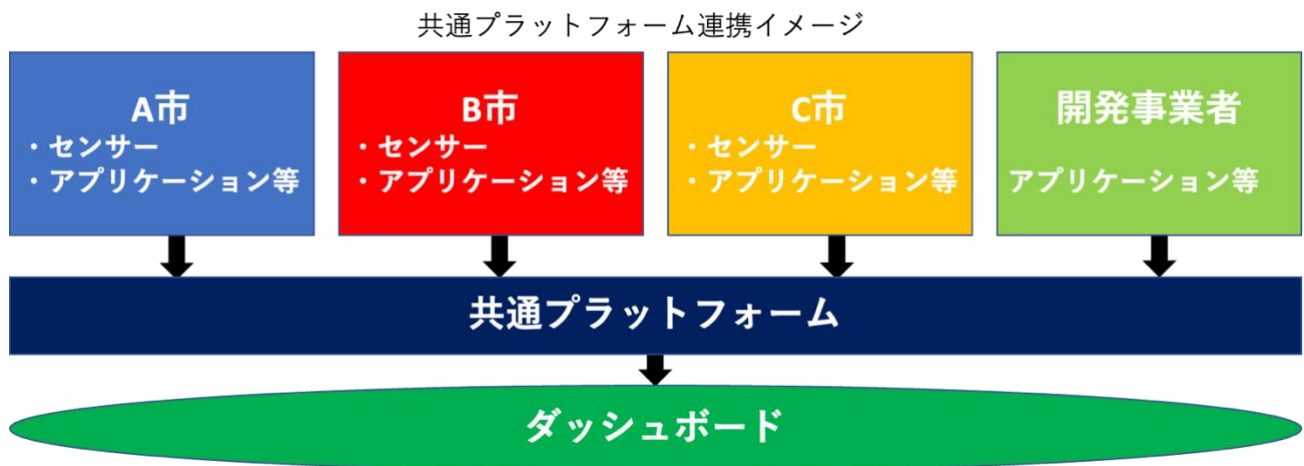 共通プラットフォーム連携イメージ
A市
・センサー
・アプリケーション等
B市
・センサー
・アプリケーション等
C市
・センサー
・アプリケーション等
開発事業者
アプリケーション等
共通プラットフォーム
ダッシュボード